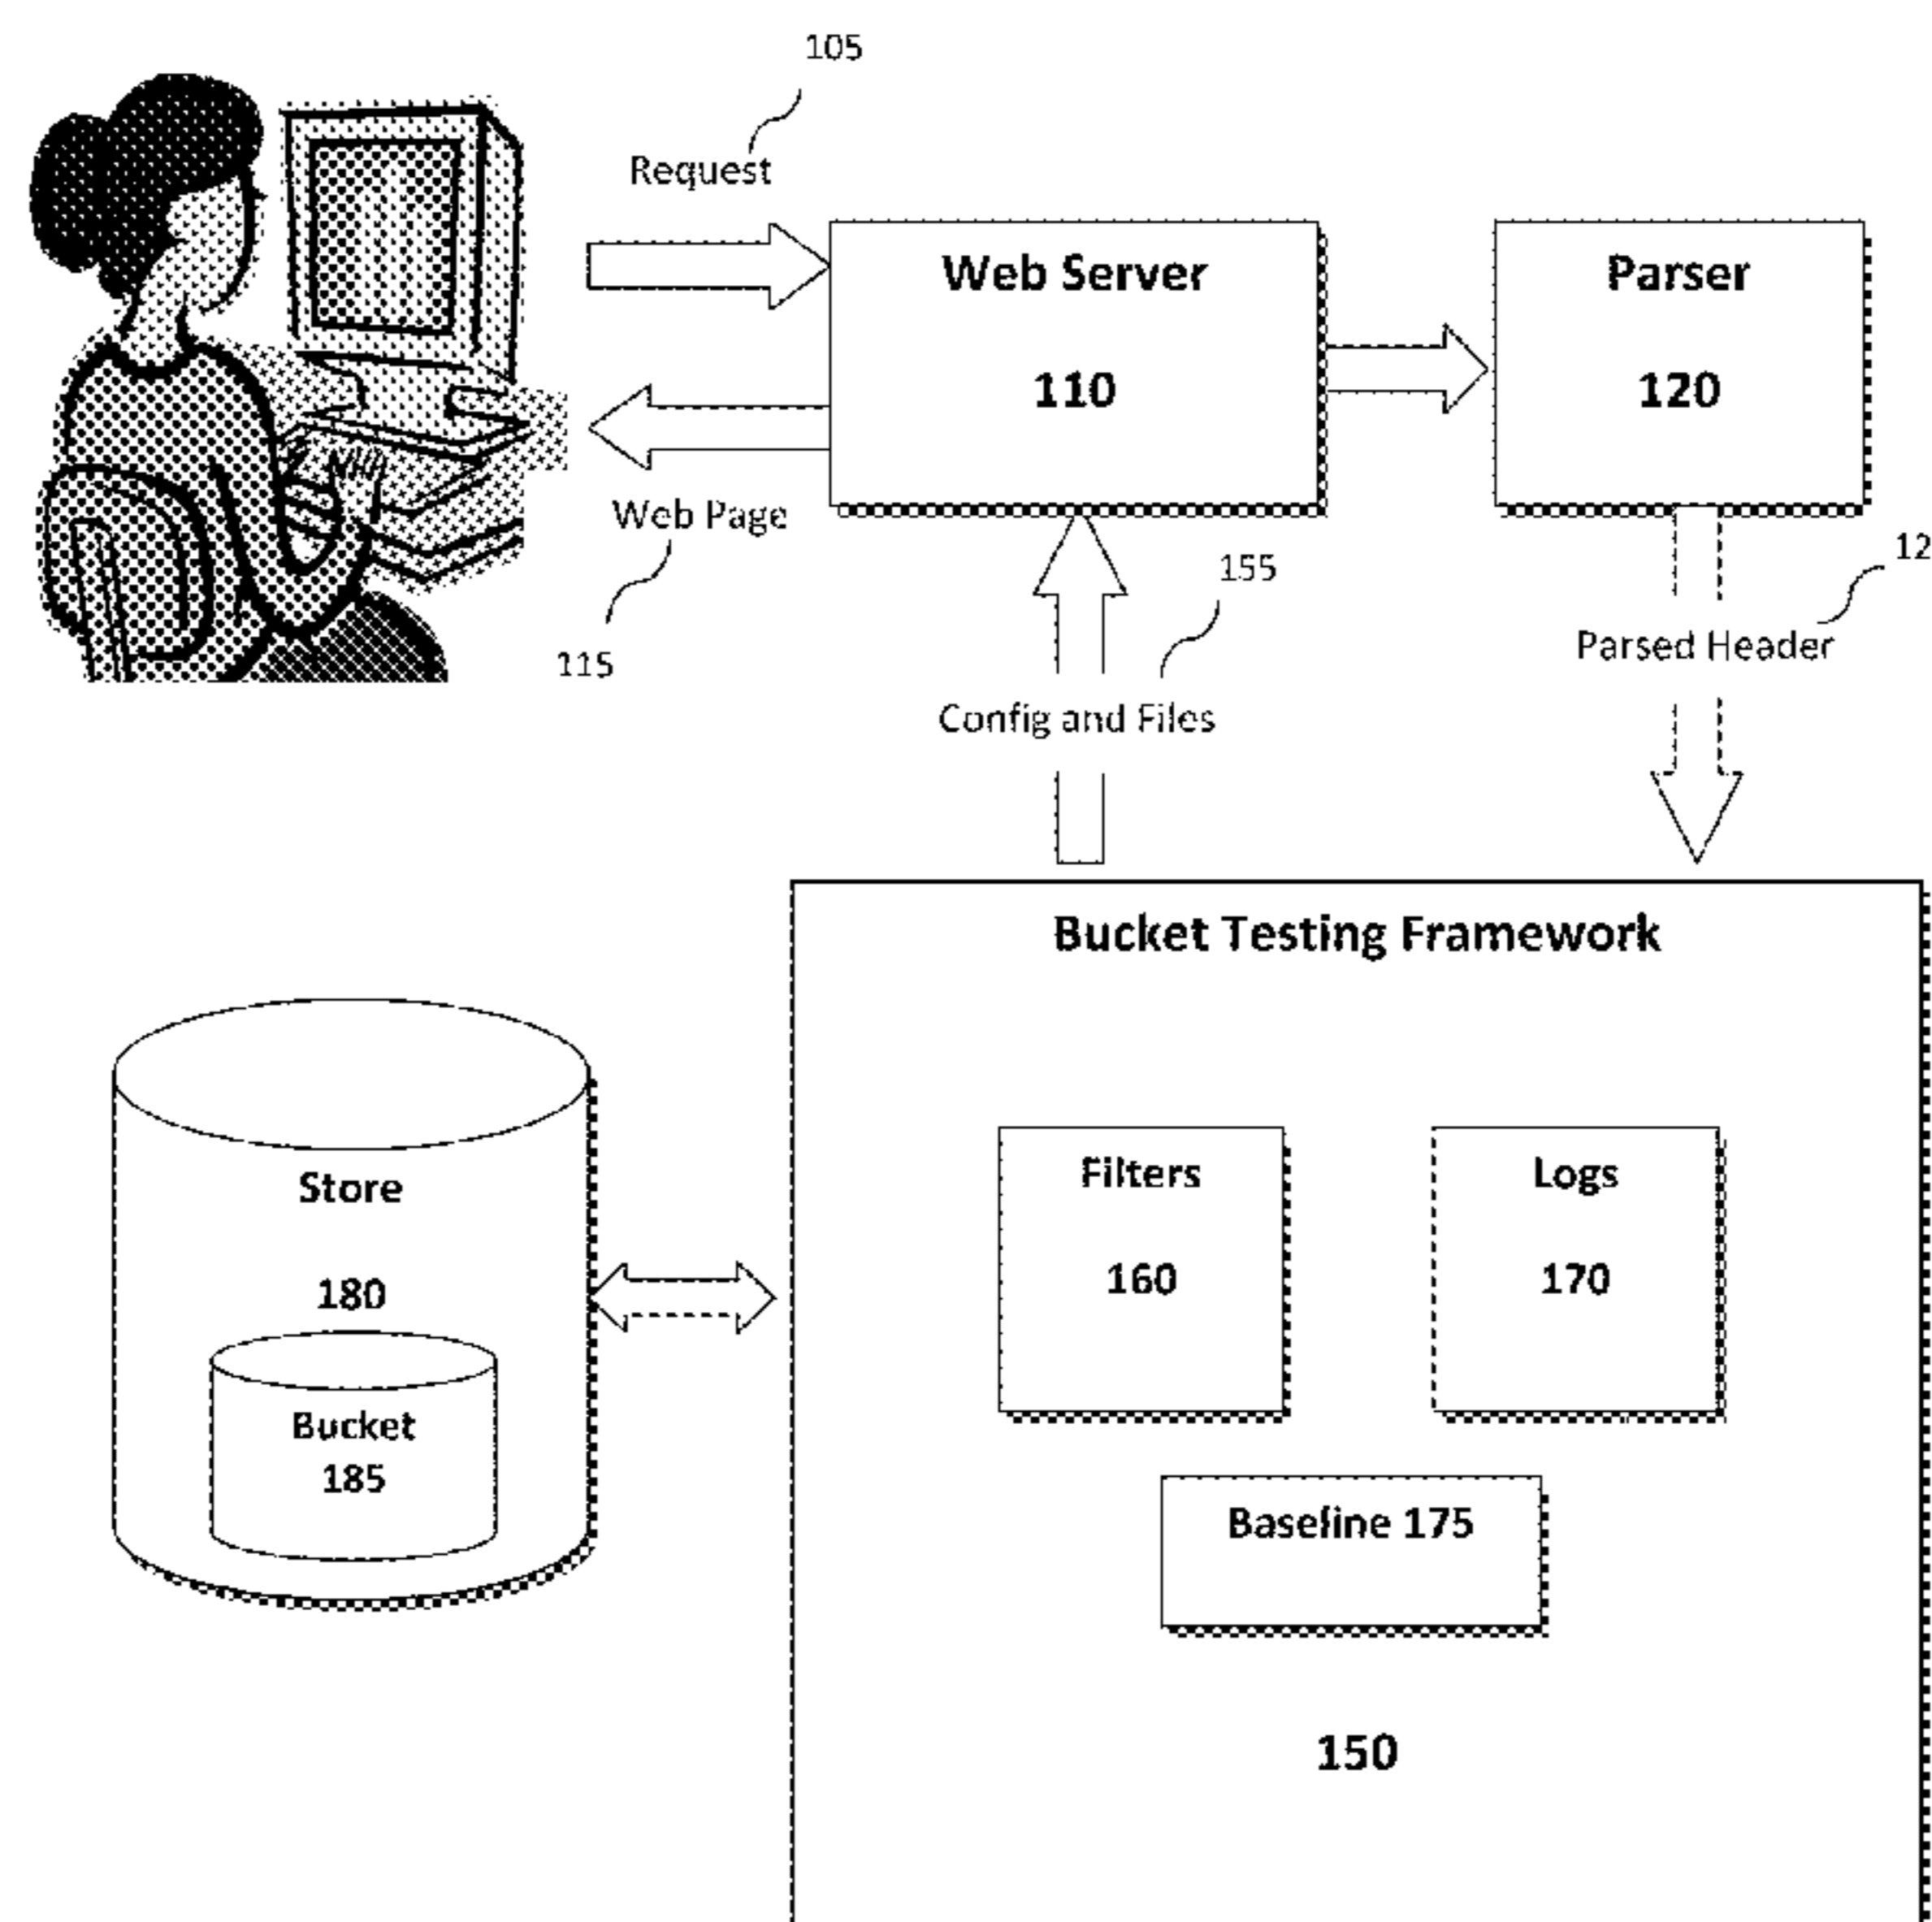 105
Request
Web Server
110
Parser
120
Web Page
115
155
12
Parsed Header
Config and Files
Bucket Testing Framework
Store
180
Bucket
185
Filters
160
Logs
170
Baseline 175
150